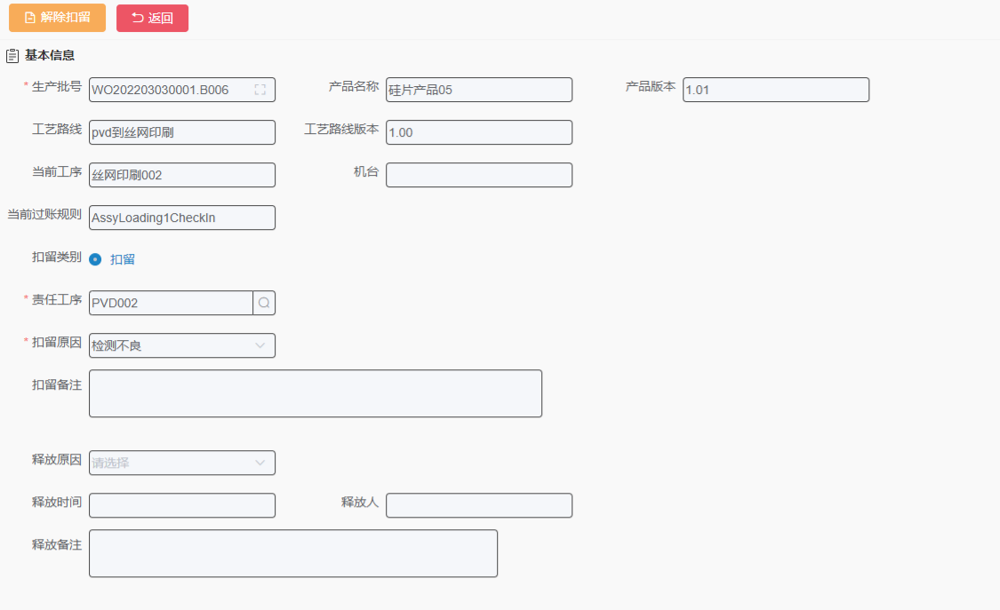 解除扣留 返回
基本信息
* 生产批号 WO202203030001.B006 产品名称 硅片产品05 产品版本 1.01
工艺路线 pvd到丝网印刷 工艺路线版本 1.00
当前工序 丝网印刷002 机台
当前过账规则 AssyLoading1CheckIn
扣留类别 扣留
* 责任工序 PVD002
* 扣留原因 检测不良
扣留备注
释放原因 请选择
释放时间 释放人
释放备注